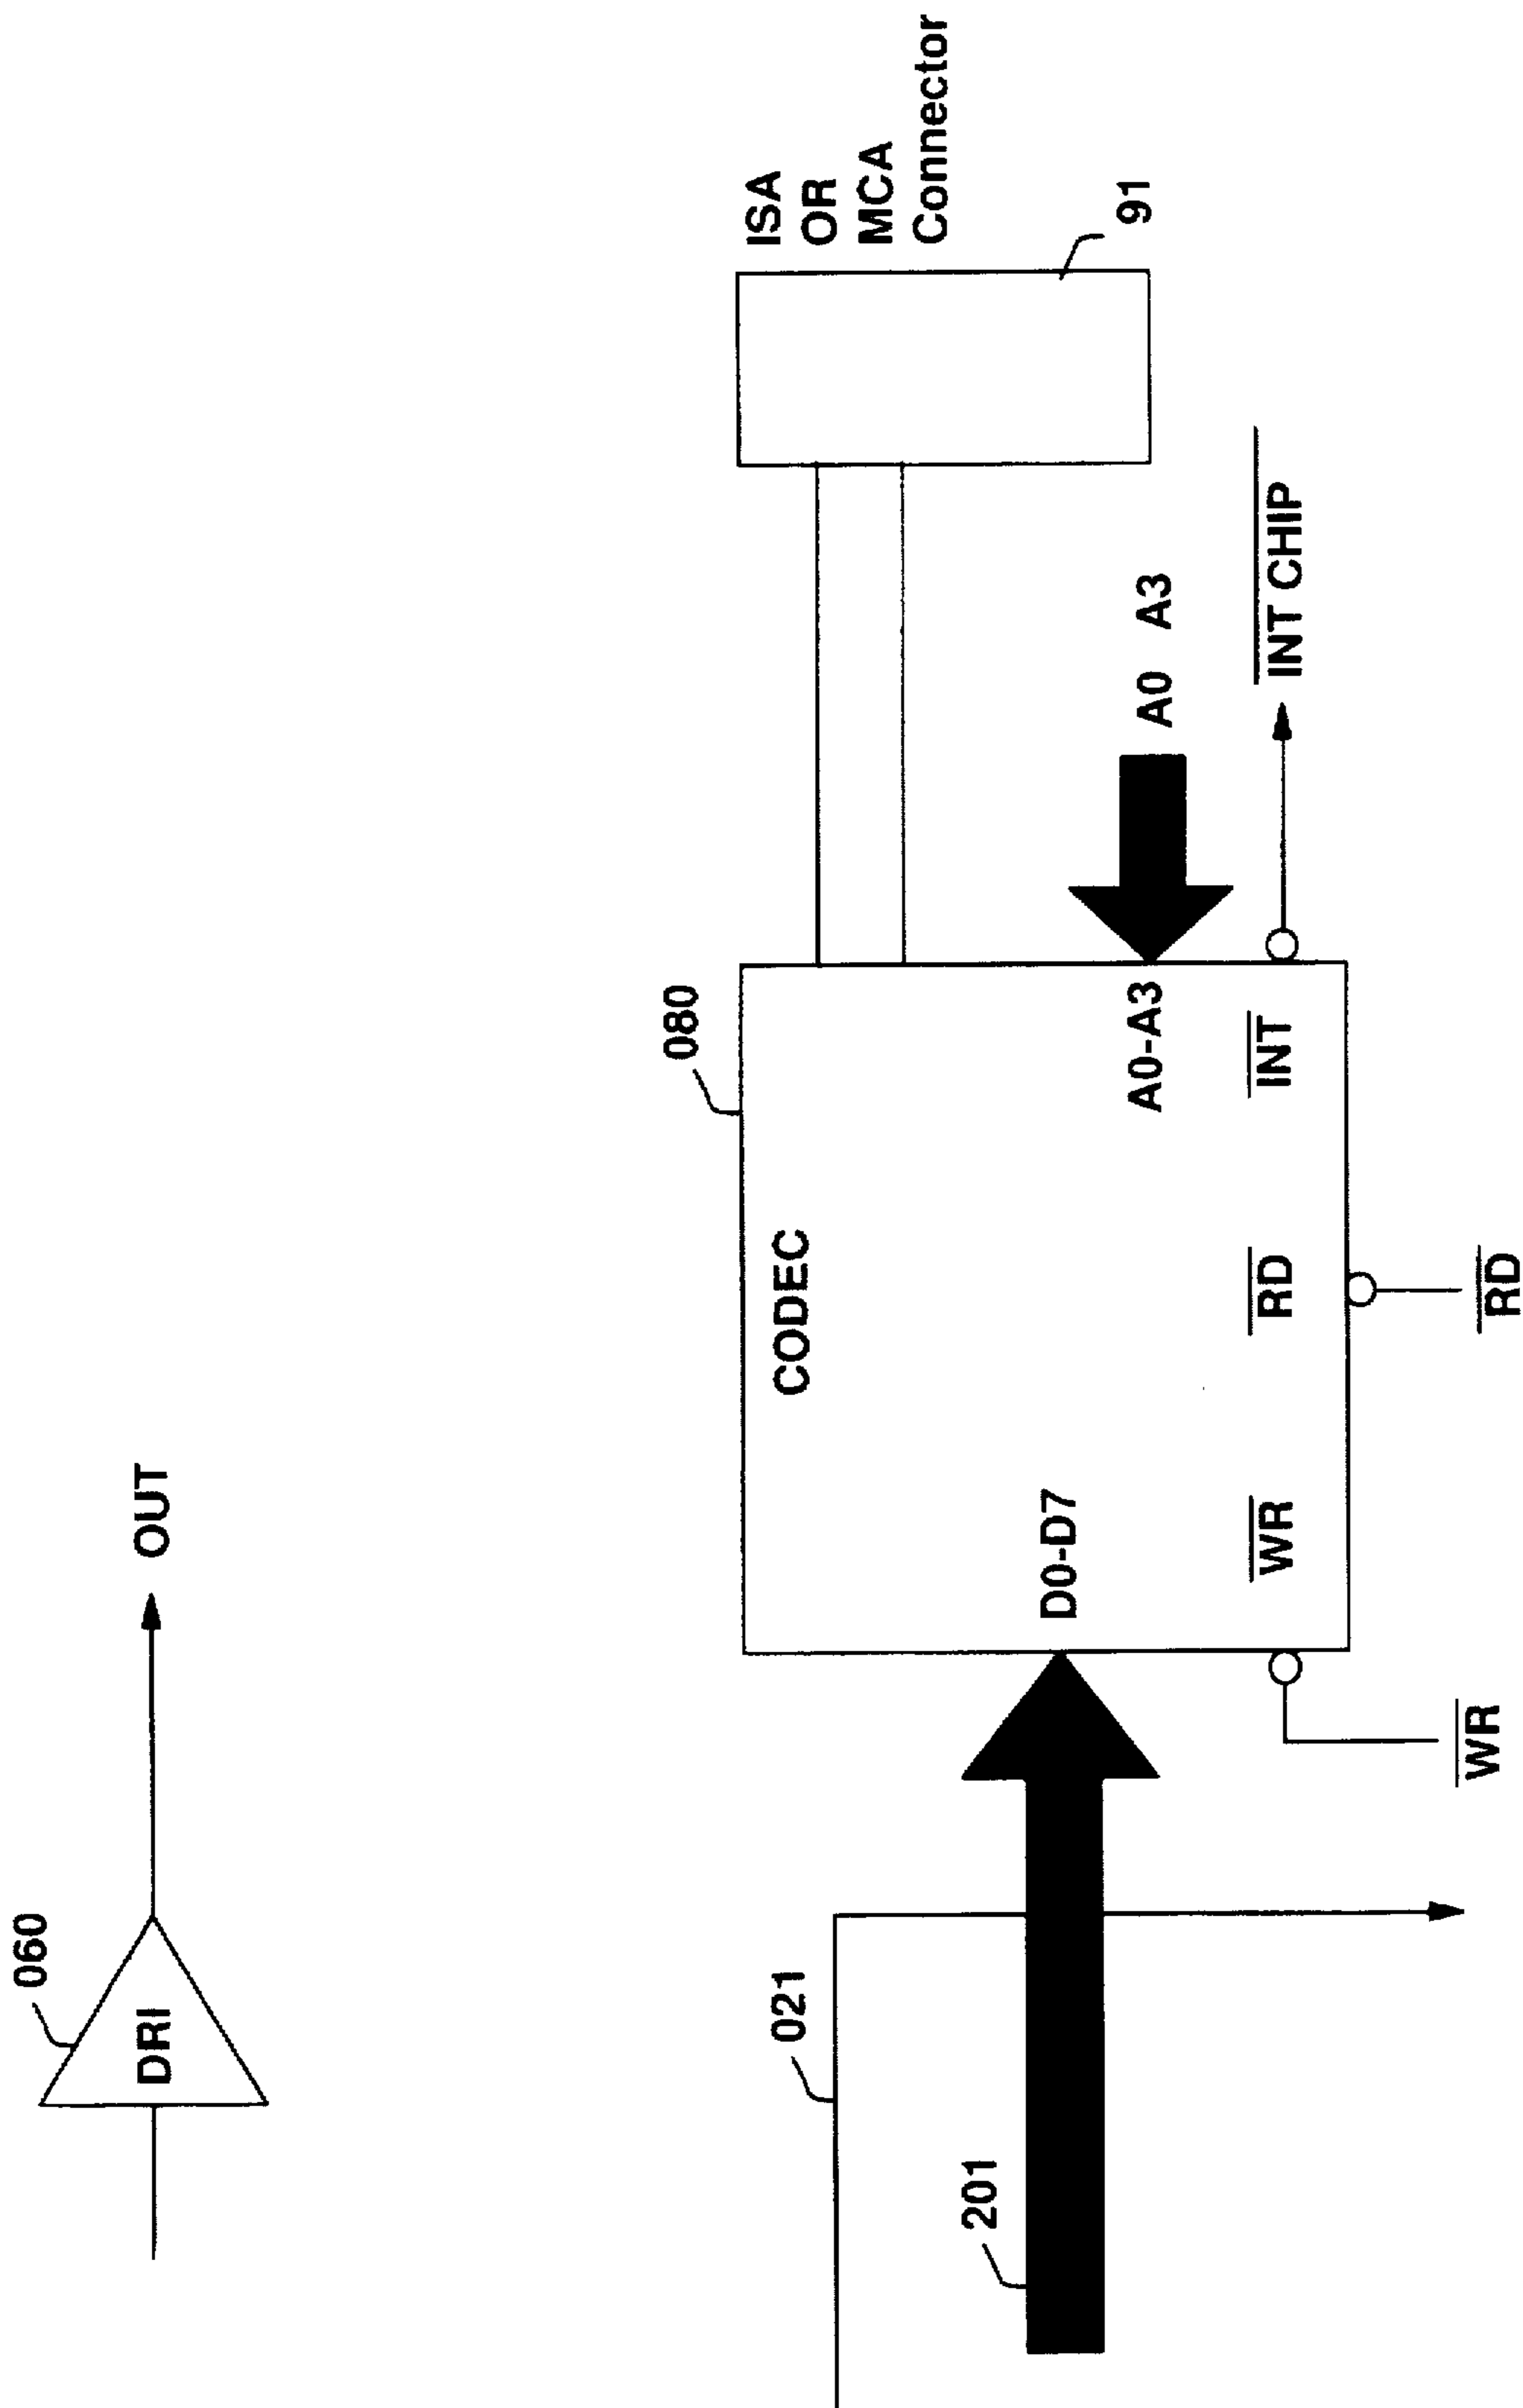 060
DRI
OUT
ISA
OR
MCA
Connector
91
080
CODEC
021
201
D0-D7
A0-A3
A0 A3
WR
RD
INT
INT CHIP
WR
RD